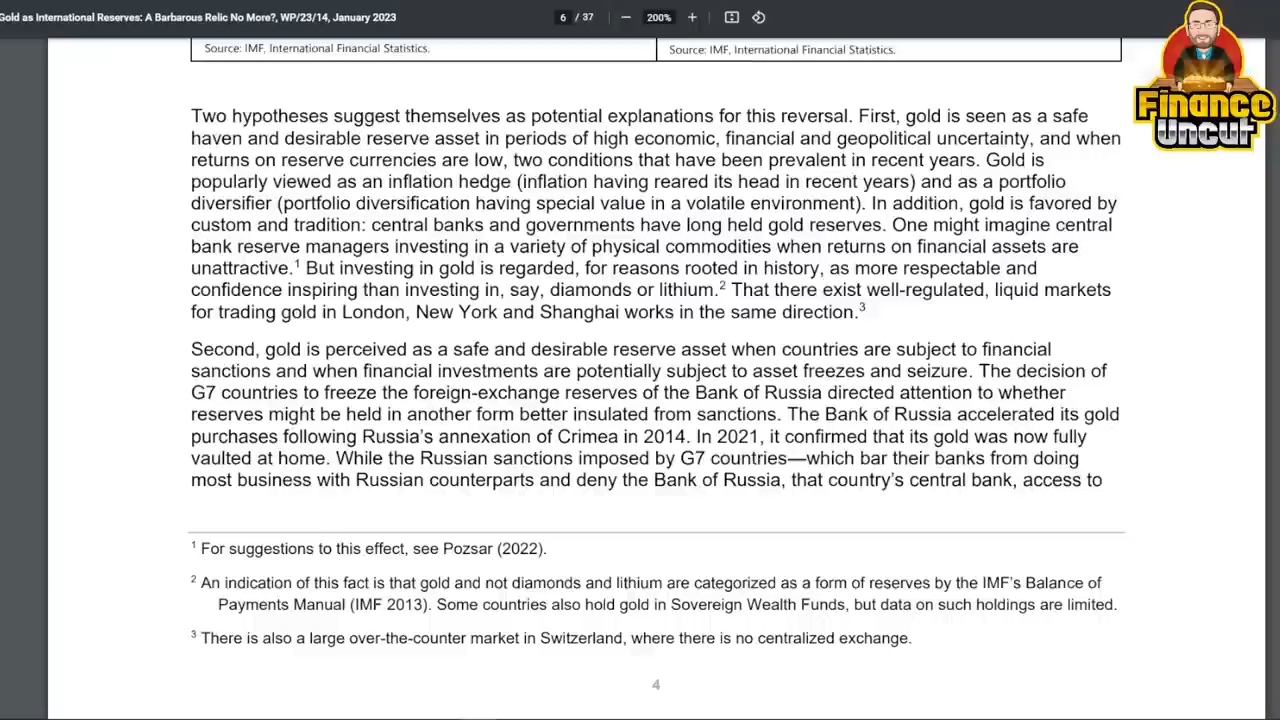 Gold as International Reserves: A Barbarous Relic No More?, WP/23/14, January 2023
6 / 37
200%
Source: IMF, International Financial Statistics.
Source: IMF, International Financial Statistics.
Finance
Uncut
Two hypotheses suggest themselves as potential explanations for this reversal. First, gold is seen as a safe
haven and desirable reserve asset in periods of high economic, financial and geopolitical uncertainty, and when
returns on reserve currencies are low, two conditions that have been prevalent in recent years. Gold is
popularly viewed as an inflation hedge (inflation having reared its head in recent years) and as a portfolio
diversifier (portfolio diversification having special value in a volatile environment). In addition, gold is favored by
custom and tradition: central banks and governments have long held gold reserves. One might imagine central
bank reserve managers investing in a variety of physical commodities when returns on financial assets are
unattractive.1 But investing in gold is regarded, for reasons rooted in history, as more respectable and
confidence inspiring than investing in, say, diamonds or lithium.2 That there exist well-regulated, liquid markets
for trading gold in London, New York and Shanghai works in the same direction.3
Second, gold is perceived as a safe and desirable reserve asset when countries are subject to financial
sanctions and when financial investments are potentially subject to asset freezes and seizure. The decision of
G7 countries to freeze the foreign-exchange reserves of the Bank of Russia directed attention to whether
reserves might be held in another form better insulated from sanctions. The Bank of Russia accelerated its gold
purchases following Russia's annexation of Crimea in 2014. In 2021, it confirmed that its gold was now fully
vaulted at home. While the Russian sanctions imposed by G7 countries—which bar their banks from doing
most business with Russian counterparts and deny the Bank of Russia, that country's central bank, access to
1 For suggestions to this effect, see Pozsar (2022).
2 An indication of this fact is that gold and not diamonds and lithium are categorized as a form of reserves by the IMF's Balance of
Payments Manual (IMF 2013). Some countries also hold gold in Sovereign Wealth Funds, but data on such holdings are limited.
3 There is also a large over-the-counter market in Switzerland, where there is no centralized exchange.
4